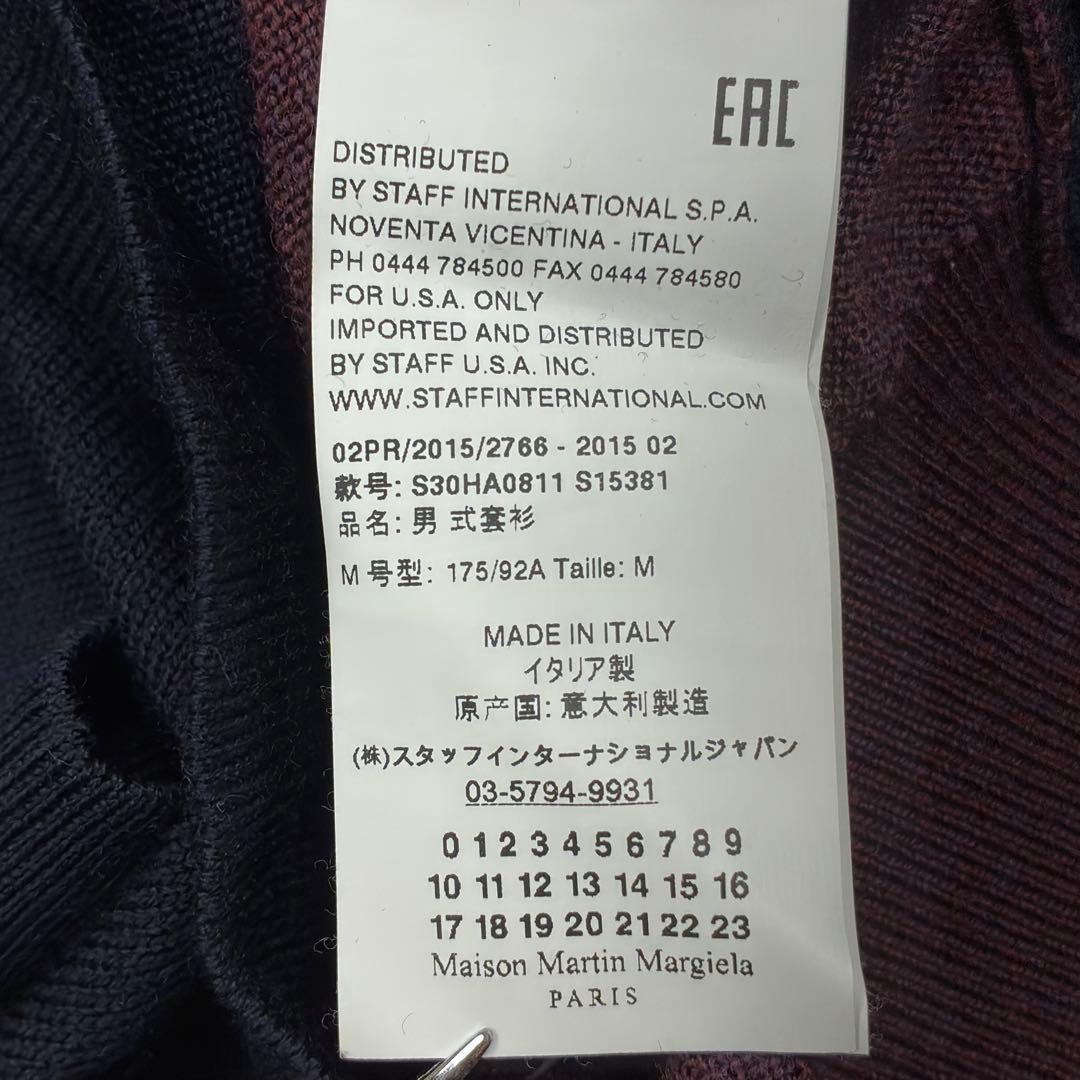 EAC
DISTRIBUTED
BY STAFF INTERNATIONAL S.P.A.
NOVENTA VICENTINA - ITALY
PH 0444 784500 FAX 0444 784580
FOR U.S.A. ONLY
IMPORTED AND DISTRIBUTED
BY STAFF U.S.A. INC.
WWW.STAFFINTERNATIONAL.COM
02PR/2015/2766 - 2015 02
款号: S30HA0811 S15381
品名: 男 式套衫
M 号型: 175/92A Taille: M
MADE IN ITALY
イタリア製
原产国: 意大利製造
(株)スタッフインターナショナルジャパン
03-5794-9931
0 1 2 3 4 5 6 7 8 9
10 11 12 13 14 15 16
17 18 19 20 21 22 23
Maison Martin Margiela
PARIS